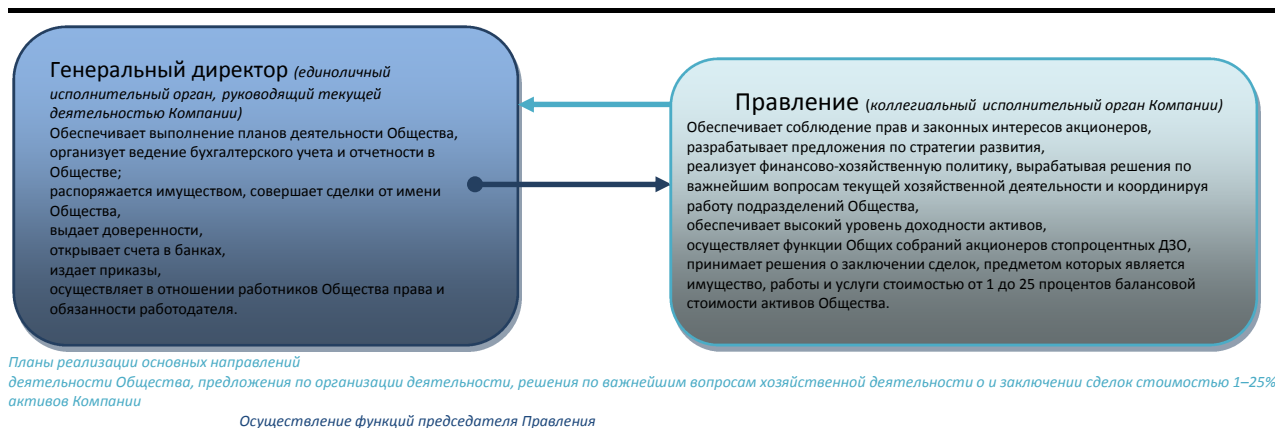 Генеральный директор (единоличный
исполнительный орган, руководящий текущей
деятельностью Компании)
Обеспечивает выполнение планов деятельности Общества,
организует ведение бухгалтерского учета и отчетности в
Обществе;
распоряжается имуществом, совершает сделки от имени
Общества,
выдает доверенности,
открывает счета в банках,
издает приказы,
осуществляет в отношении работников Общества права и
обязанности работодателя.
Правление (коллегиальный исполнительный орган Компании)
Обеспечивает соблюдение прав и законных интересов акционеров,
разрабатывает предложения по стратегии развития,
реализует финансово-хозяйственную политику, вырабатывая решения по
важнейшим вопросам текущей хозяйственной деятельности и координируя
работу подразделений Общества,
обеспечивает высокий уровень доходности активов,
осуществляет функции Общих собраний акционеров стопроцентных ДЗО,
принимает решения о заключении сделок, предметом которых является
имущество, работы и услуги стоимостью от 1 до 25 процентов балансовой
стоимости активов Общества.
Планы реализации основных направлений
деятельности Общества, предложения по организации деятельности, решения по важнейшим вопросам хозяйственной деятельности о и заключении сделок стоимостью 1–25%
активов Компании
Осуществление функций председателя Правления